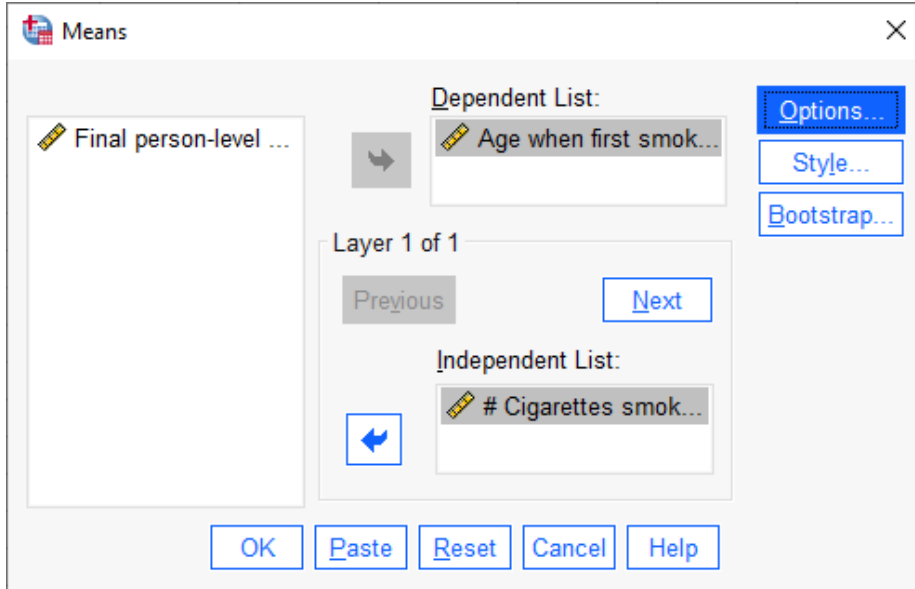 Means
Dependent List:
Options...
Final person-level ...
Age when first smok...
Style...
Bootstrap...
Layer 1 of 1
Previous
Next
Independent List:
# Cigarettes smok...
OK
Paste
Reset
Cancel
Help